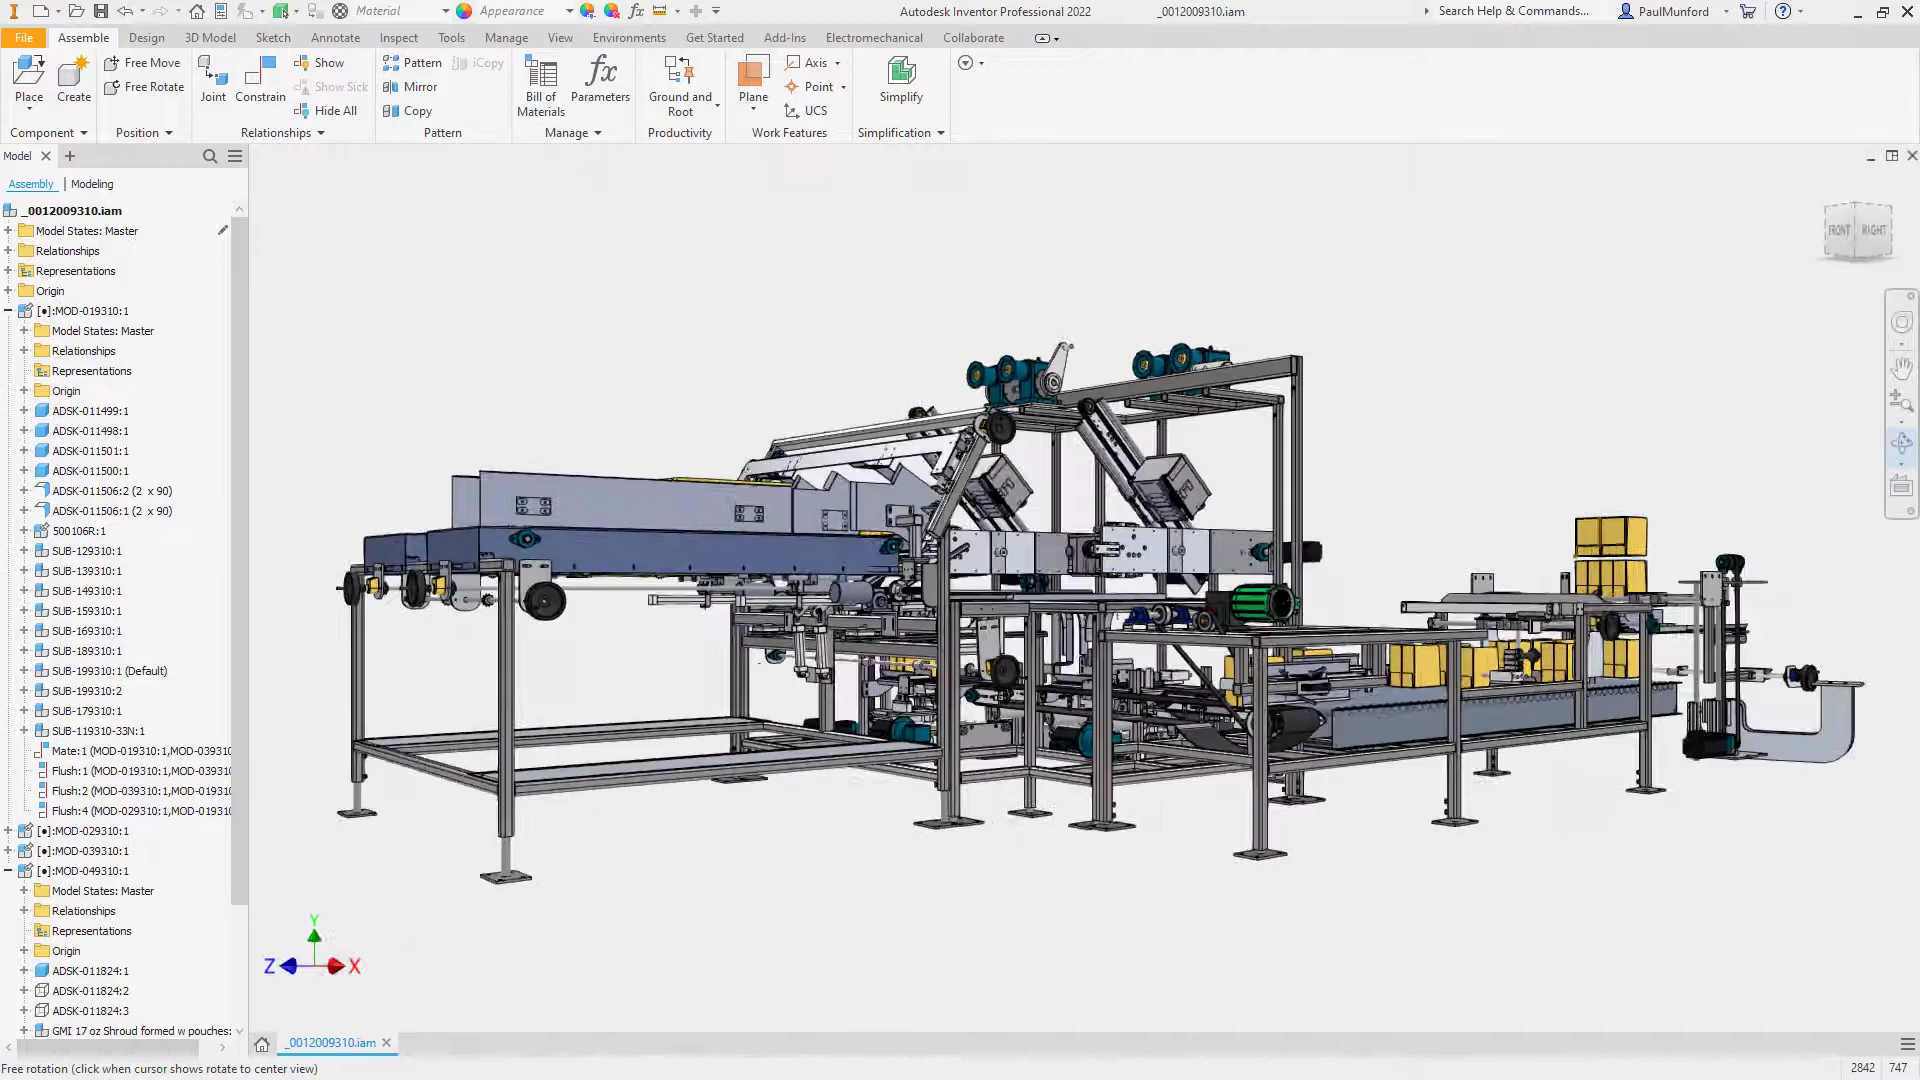 Material
Appearance
Autodesk Inventor Professional 2022
_0012009310.iam
Search Help & Commands...
PaulMunford
File
Assemble
Design
3D Model
Sketch
Annotate
Inspect
Tools
Manage
View
Environments
Get Started
Add-Ins
Electromechanical
Collaborate
Place
Create
Component
Free Move
Free Rotate
Position
Joint
Constrain
Show
Show Sick
Hide All
Relationships
Pattern
iCopy
Mirror
Copy
Pattern
Bill of
Materials
fx
Parameters
Manage
Ground and
Root
Productivity
Plane
Axis
Point
UCS
Work Features
Simplify
Simplification
Model
Assembly
Modeling
_0012009310.iam
Model States: Master
Relationships
Representations
Origin
[●]:MOD-019310:1
Model States: Master
Relationships
Representations
Origin
ADSK-011499:1
ADSK-011498:1
ADSK-011501:1
ADSK-011500:1
ADSK-011506:2 (2 x 90)
ADSK-011506:1 (2 x 90)
500106R:1
SUB-129310:1
SUB-139310:1
SUB-149310:1
SUB-159310:1
SUB-169310:1
SUB-189310:1
SUB-199310:1 (Default)
SUB-199310:2
SUB-179310:1
SUB-119310-33N:1
Mate:1 (MOD-019310:1,MOD-039310
Flush:1 (MOD-019310:1,MOD-039310
Flush:2 (MOD-039310:1,MOD-019310
Flush:4 (MOD-029310:1,MOD-019310
[●]:MOD-029310:1
[●]:MOD-039310:1
[●]:MOD-049310:1
Model States: Master
Relationships
Representations
Origin
ADSK-011824:1
ADSK-011824:2
ADSK-011824:3
GMI 17 oz Shroud formed w pouches:
FRONT
RIGHT
Y
Z
X
_0012009310.iam
Free rotation (click when cursor shows rotate to center view)
2842
747